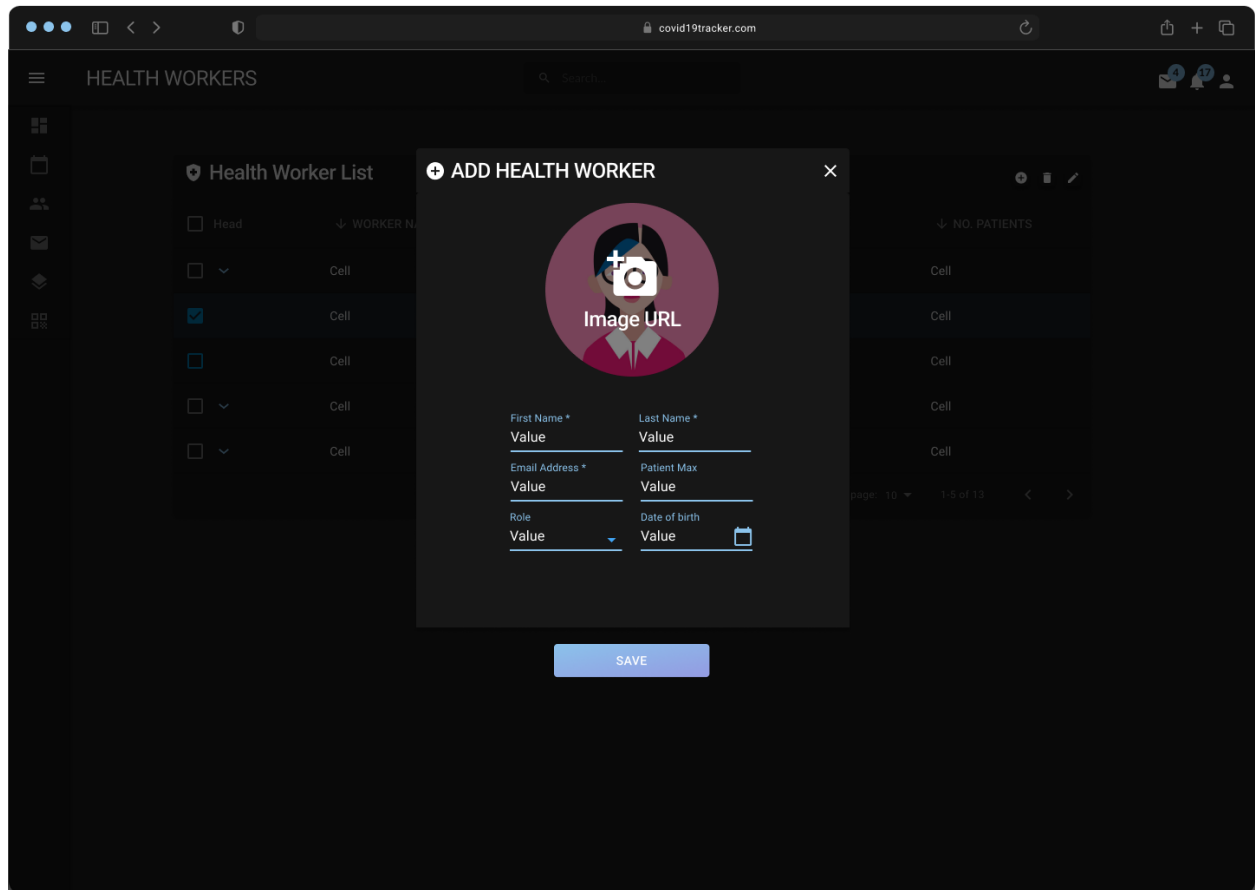 covid19tracker.com
HEALTH WORKERS
Search...
4
17
Health Worker List
ADD HEALTH WORKER
Head
WORKER NA
NO. PATIENTS
Image URL
Cell
Cell
Cell
Cell
Cell
Cell
Cell
Cell
Cell
Cell
First Name *
Last Name *
Value
Value
Email Address *
Patient Max
Value
Value
Role
Date of birth
Value
Value
page: 10
1-5 of 13
SAVE